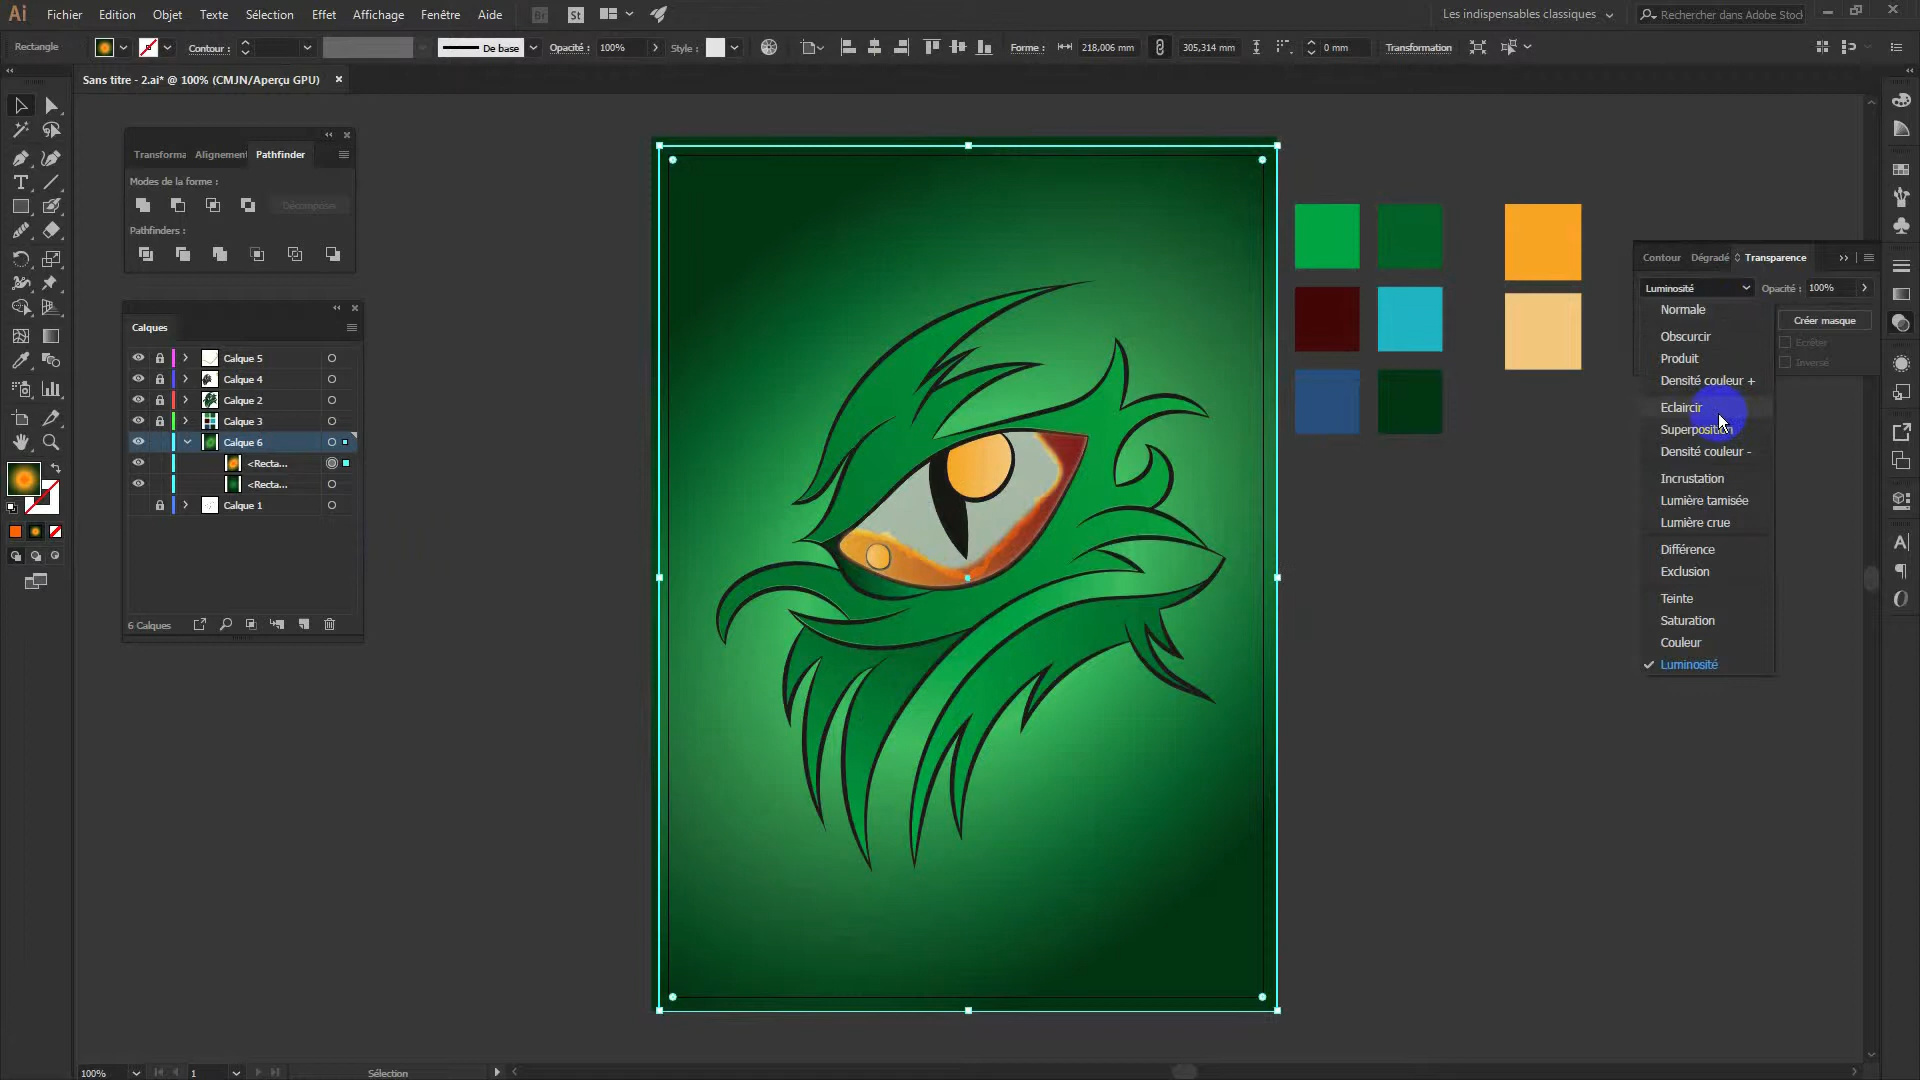 Ai Fichier Edition Objet Texte Sélection Effet Affichage Fenêtre Aide Br St Les indispensables classiques Rechercher dans Adobe Stock
Rectangle Contour : De base Opacité : 100% Style : Forme : 218,006 mm 305,314 mm 0 mm Transformation
Sans titre - 2.ai* @ 100% (CMJN/Aperçu GPU)
Transforma Alignement Pathfinder
Modes de la forme :
Décomposer
Pathfinders :
Calques
Calque 5
Calque 4
Calque 2
Calque 3
Calque 6
<Recta...
<Recta...
Calque 1
6 Calques
Contour Dégradé Transparence
Luminosité Opacité : 100%
Normale
Créer masque
Obscurcir
Ecrêter
Produit
Inversé
Densité couleur +
Eclaircir
Superposition
Densité couleur -
Incrustation
Lumière tamisée
Lumière crue
Différence
Exclusion
Teinte
Saturation
Couleur
Luminosité
100% 1 Sélection